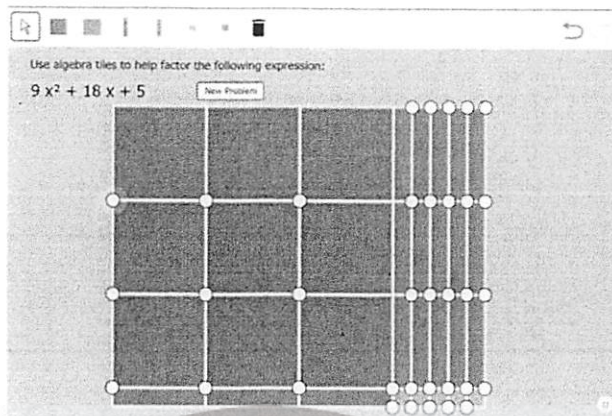 Use algebra tiles to help factor the following expression:
9 x² + 18 x + 5
New Problem